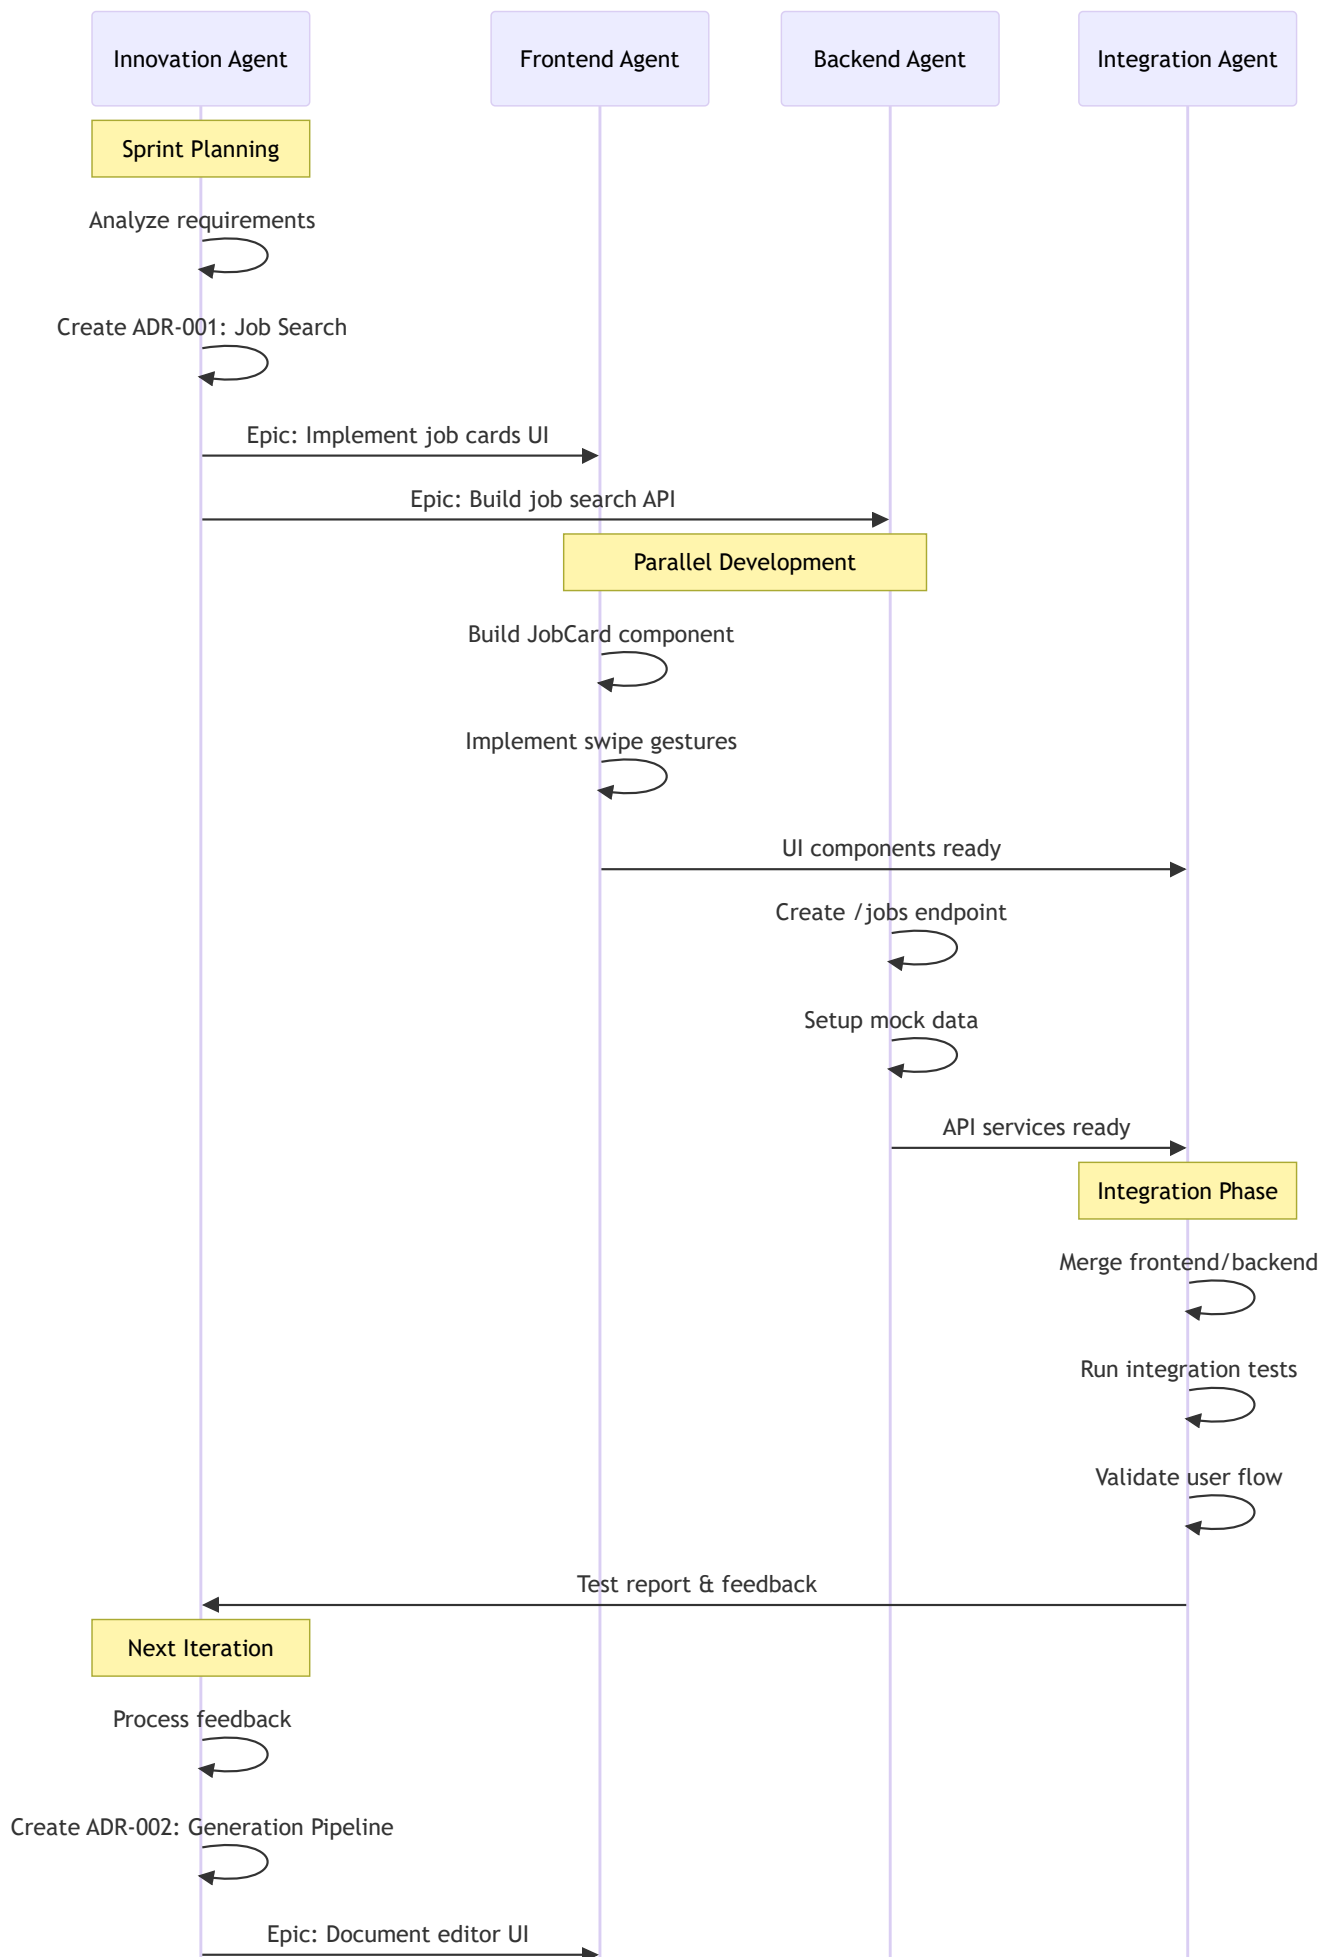 Innovation Agent
Frontend Agent
Backend Agent
Integration Agent
Sprint Planning
Analyze requirements
Create ADR-001: Job Search
Epic: Implement job cards UI
Epic: Build job search API
Parallel Development
Build JobCard component
Implement swipe gestures
UI components ready
Create /jobs endpoint
Setup mock data
API services ready
Integration Phase
Merge frontend/backend
Run integration tests
Validate user flow
Test report & feedback
Next Iteration
Process feedback
Create ADR-002: Generation Pipeline
Epic: Document editor UI